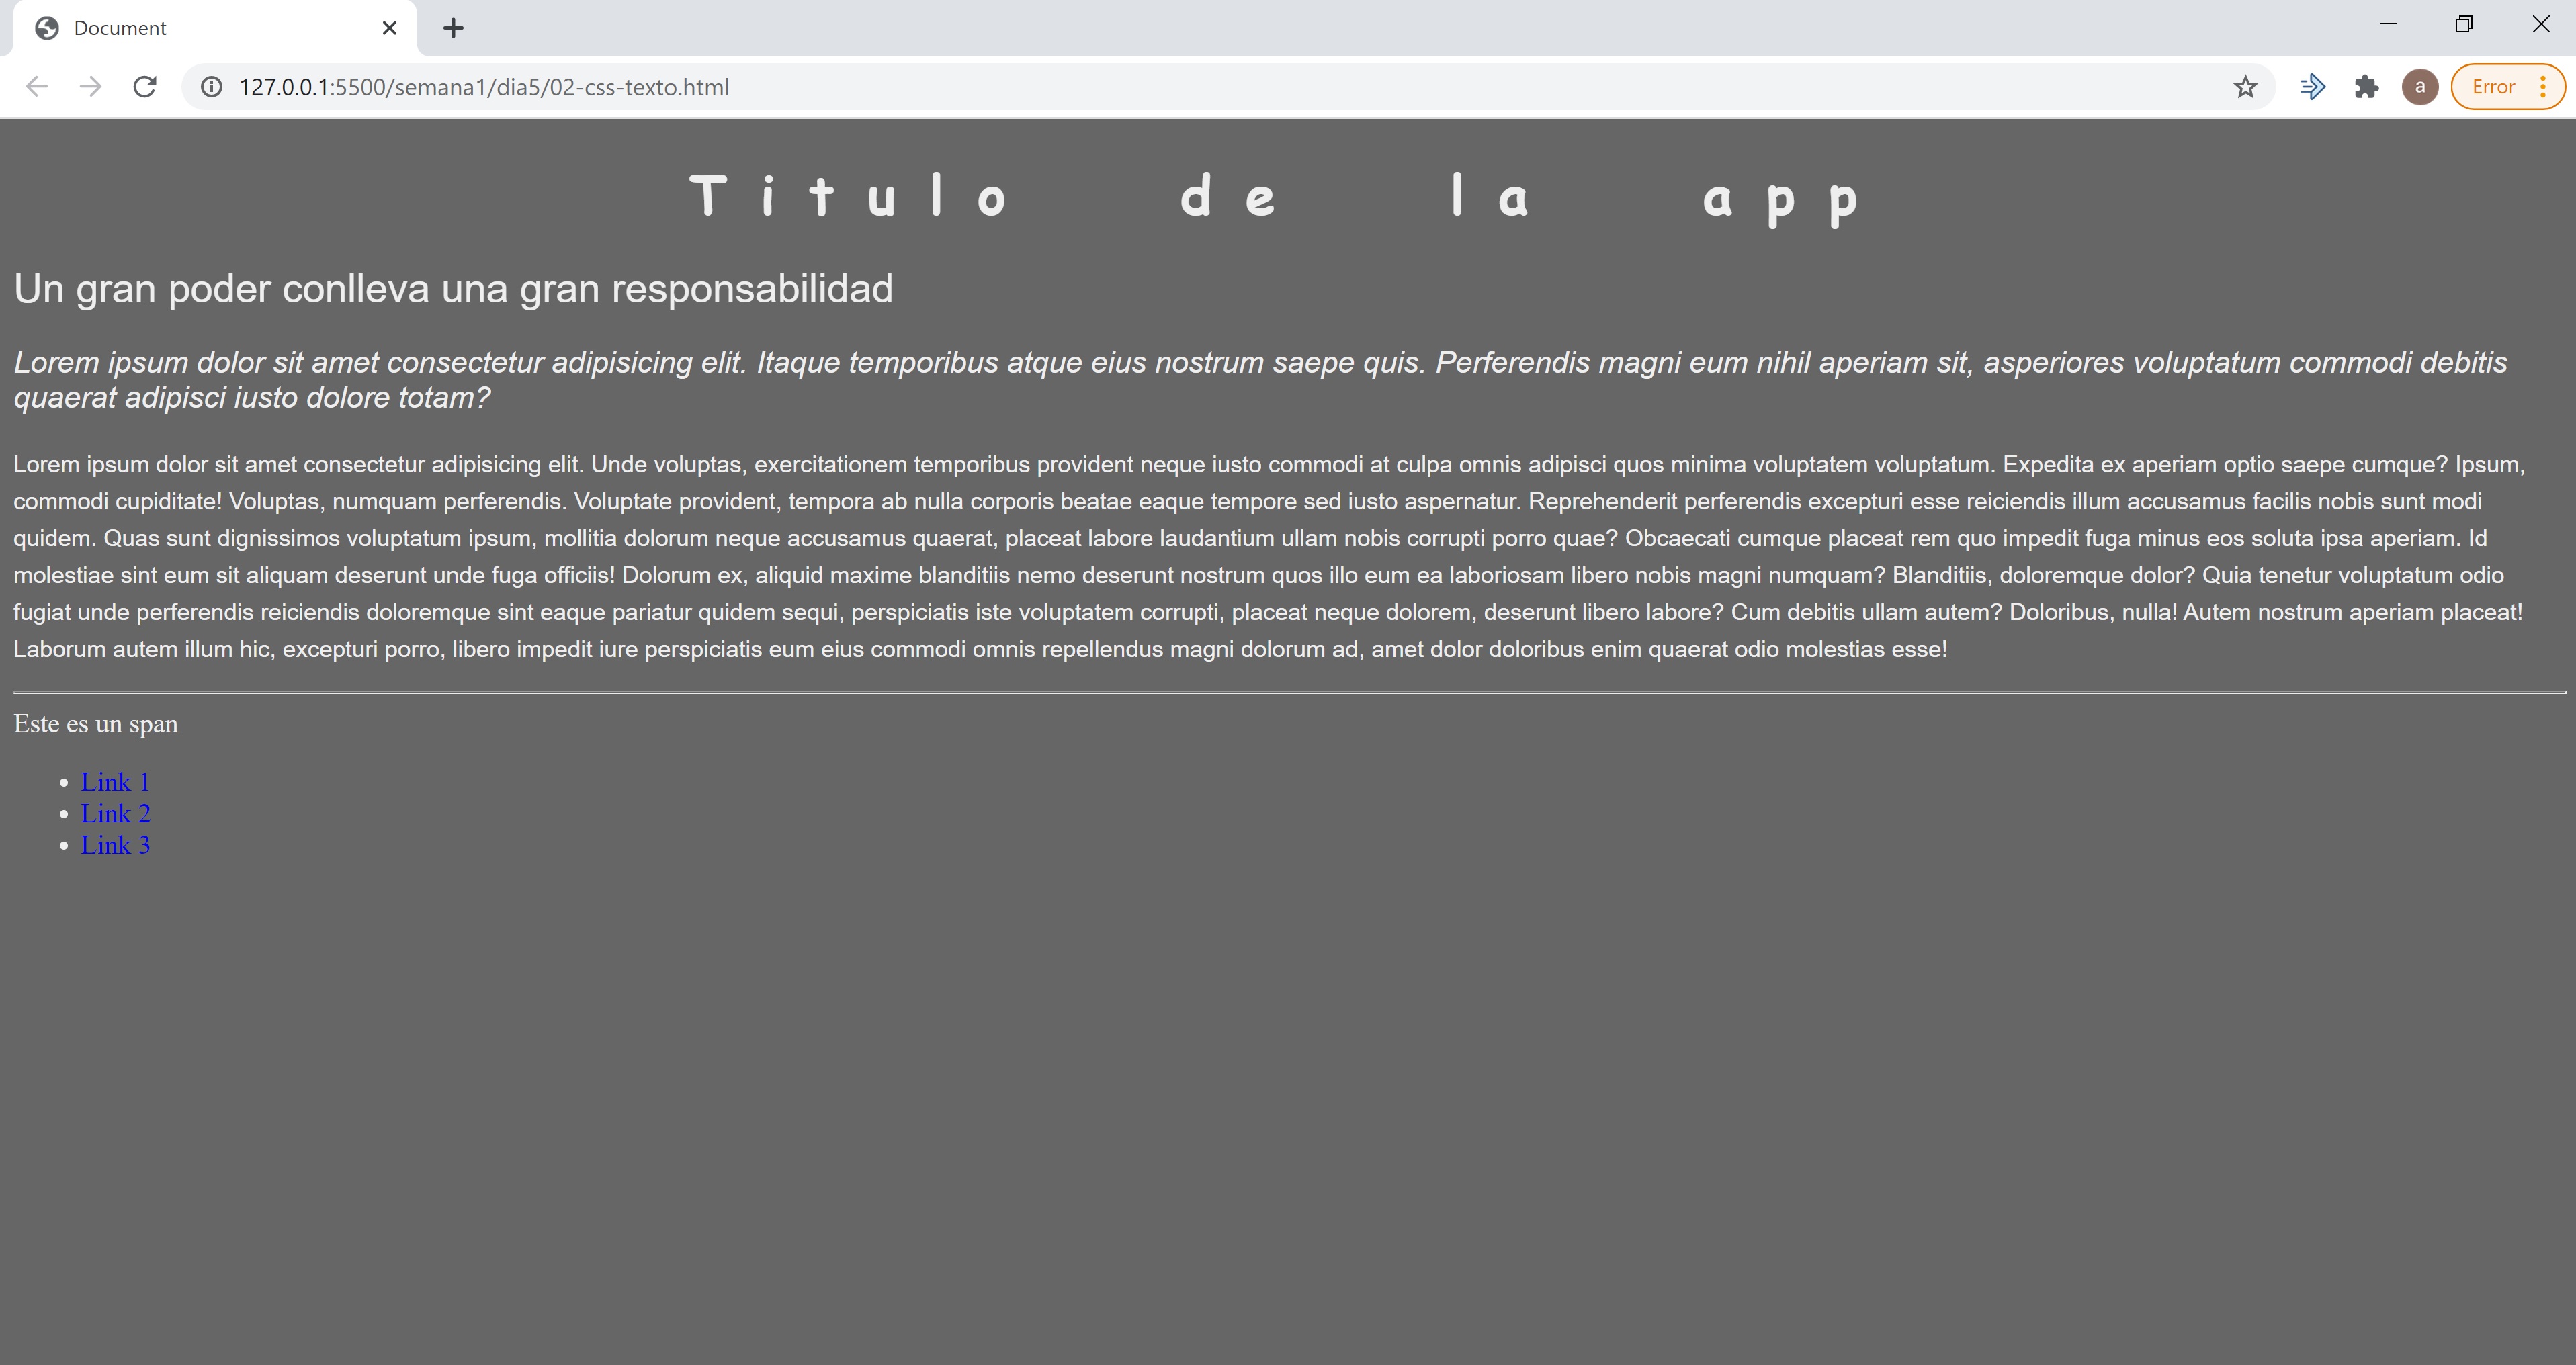 Document
127.0.0.1:5500/semana1/dia5/02-css-texto.html
a
Error
Titulo de la app
Un gran poder conlleva una gran responsabilidad
Lorem ipsum dolor sit amet consectetur adipisicing elit. Itaque temporibus atque eius nostrum saepe quis. Perferendis magni eum nihil aperiam sit, asperiores voluptatum commodi debitis
quaerat adipisci iusto dolore totam?
Lorem ipsum dolor sit amet consectetur adipisicing elit. Unde voluptas, exercitationem temporibus provident neque iusto commodi at culpa omnis adipisci quos minima voluptatem voluptatum. Expedita ex aperiam optio saepe cumque? Ipsum,
commodi cupiditate! Voluptas, numquam perferendis. Voluptate provident, tempora ab nulla corporis beatae eaque tempore sed iusto aspernatur. Reprehenderit perferendis excepturi esse reiciendis illum accusamus facilis nobis sunt modi
quidem. Quas sunt dignissimos voluptatum ipsum, mollitia dolorum neque accusamus quaerat, placeat labore laudantium ullam nobis corrupti porro quae? Obcaecati cumque placeat rem quo impedit fuga minus eos soluta ipsa aperiam. Id
molestiae sint eum sit aliquam deserunt unde fuga officiis! Dolorum ex, aliquid maxime blanditiis nemo deserunt nostrum quos illo eum ea laboriosam libero nobis magni numquam? Blanditiis, doloremque dolor? Quia tenetur voluptatum odio
fugiat unde perferendis reiciendis doloremque sint eaque pariatur quidem sequi, perspiciatis iste voluptatem corrupti, placeat neque dolorem, deserunt libero labore? Cum debitis ullam autem? Doloribus, nulla! Autem nostrum aperiam placeat!
Laborum autem illum hic, excepturi porro, libero impedit iure perspiciatis eum eius commodi omnis repellendus magni dolorum ad, amet dolor doloribus enim quaerat odio molestias esse!
Este es un span
Link 1
Link 2
Link 3